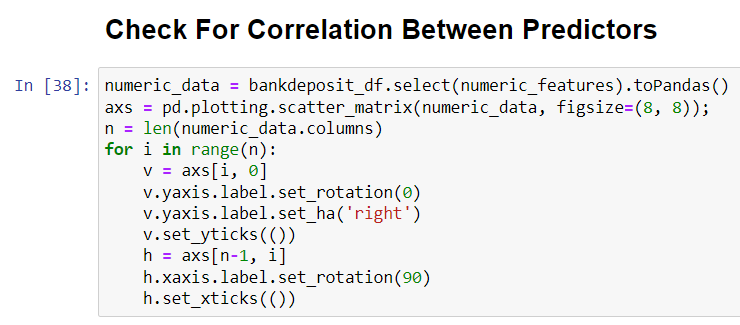 Check For Correlation Between Predictors
In [38]: numeric_data = bankdeposit_df.select(numeric_features).toPandas()
axs = pd.plotting.scatter_matrix(numeric_data, figsize=(8, 8));
n = len(numeric_data.columns)
for i in range(n):
    v = axs[i, 0]
    v.yaxis.label.set_rotation(0)
    v.yaxis.label.set_ha('right')
    v.set_yticks(())
    h = axs[n-1, i]
    h.xaxis.label.set_rotation(90)
    h.set_xticks(())